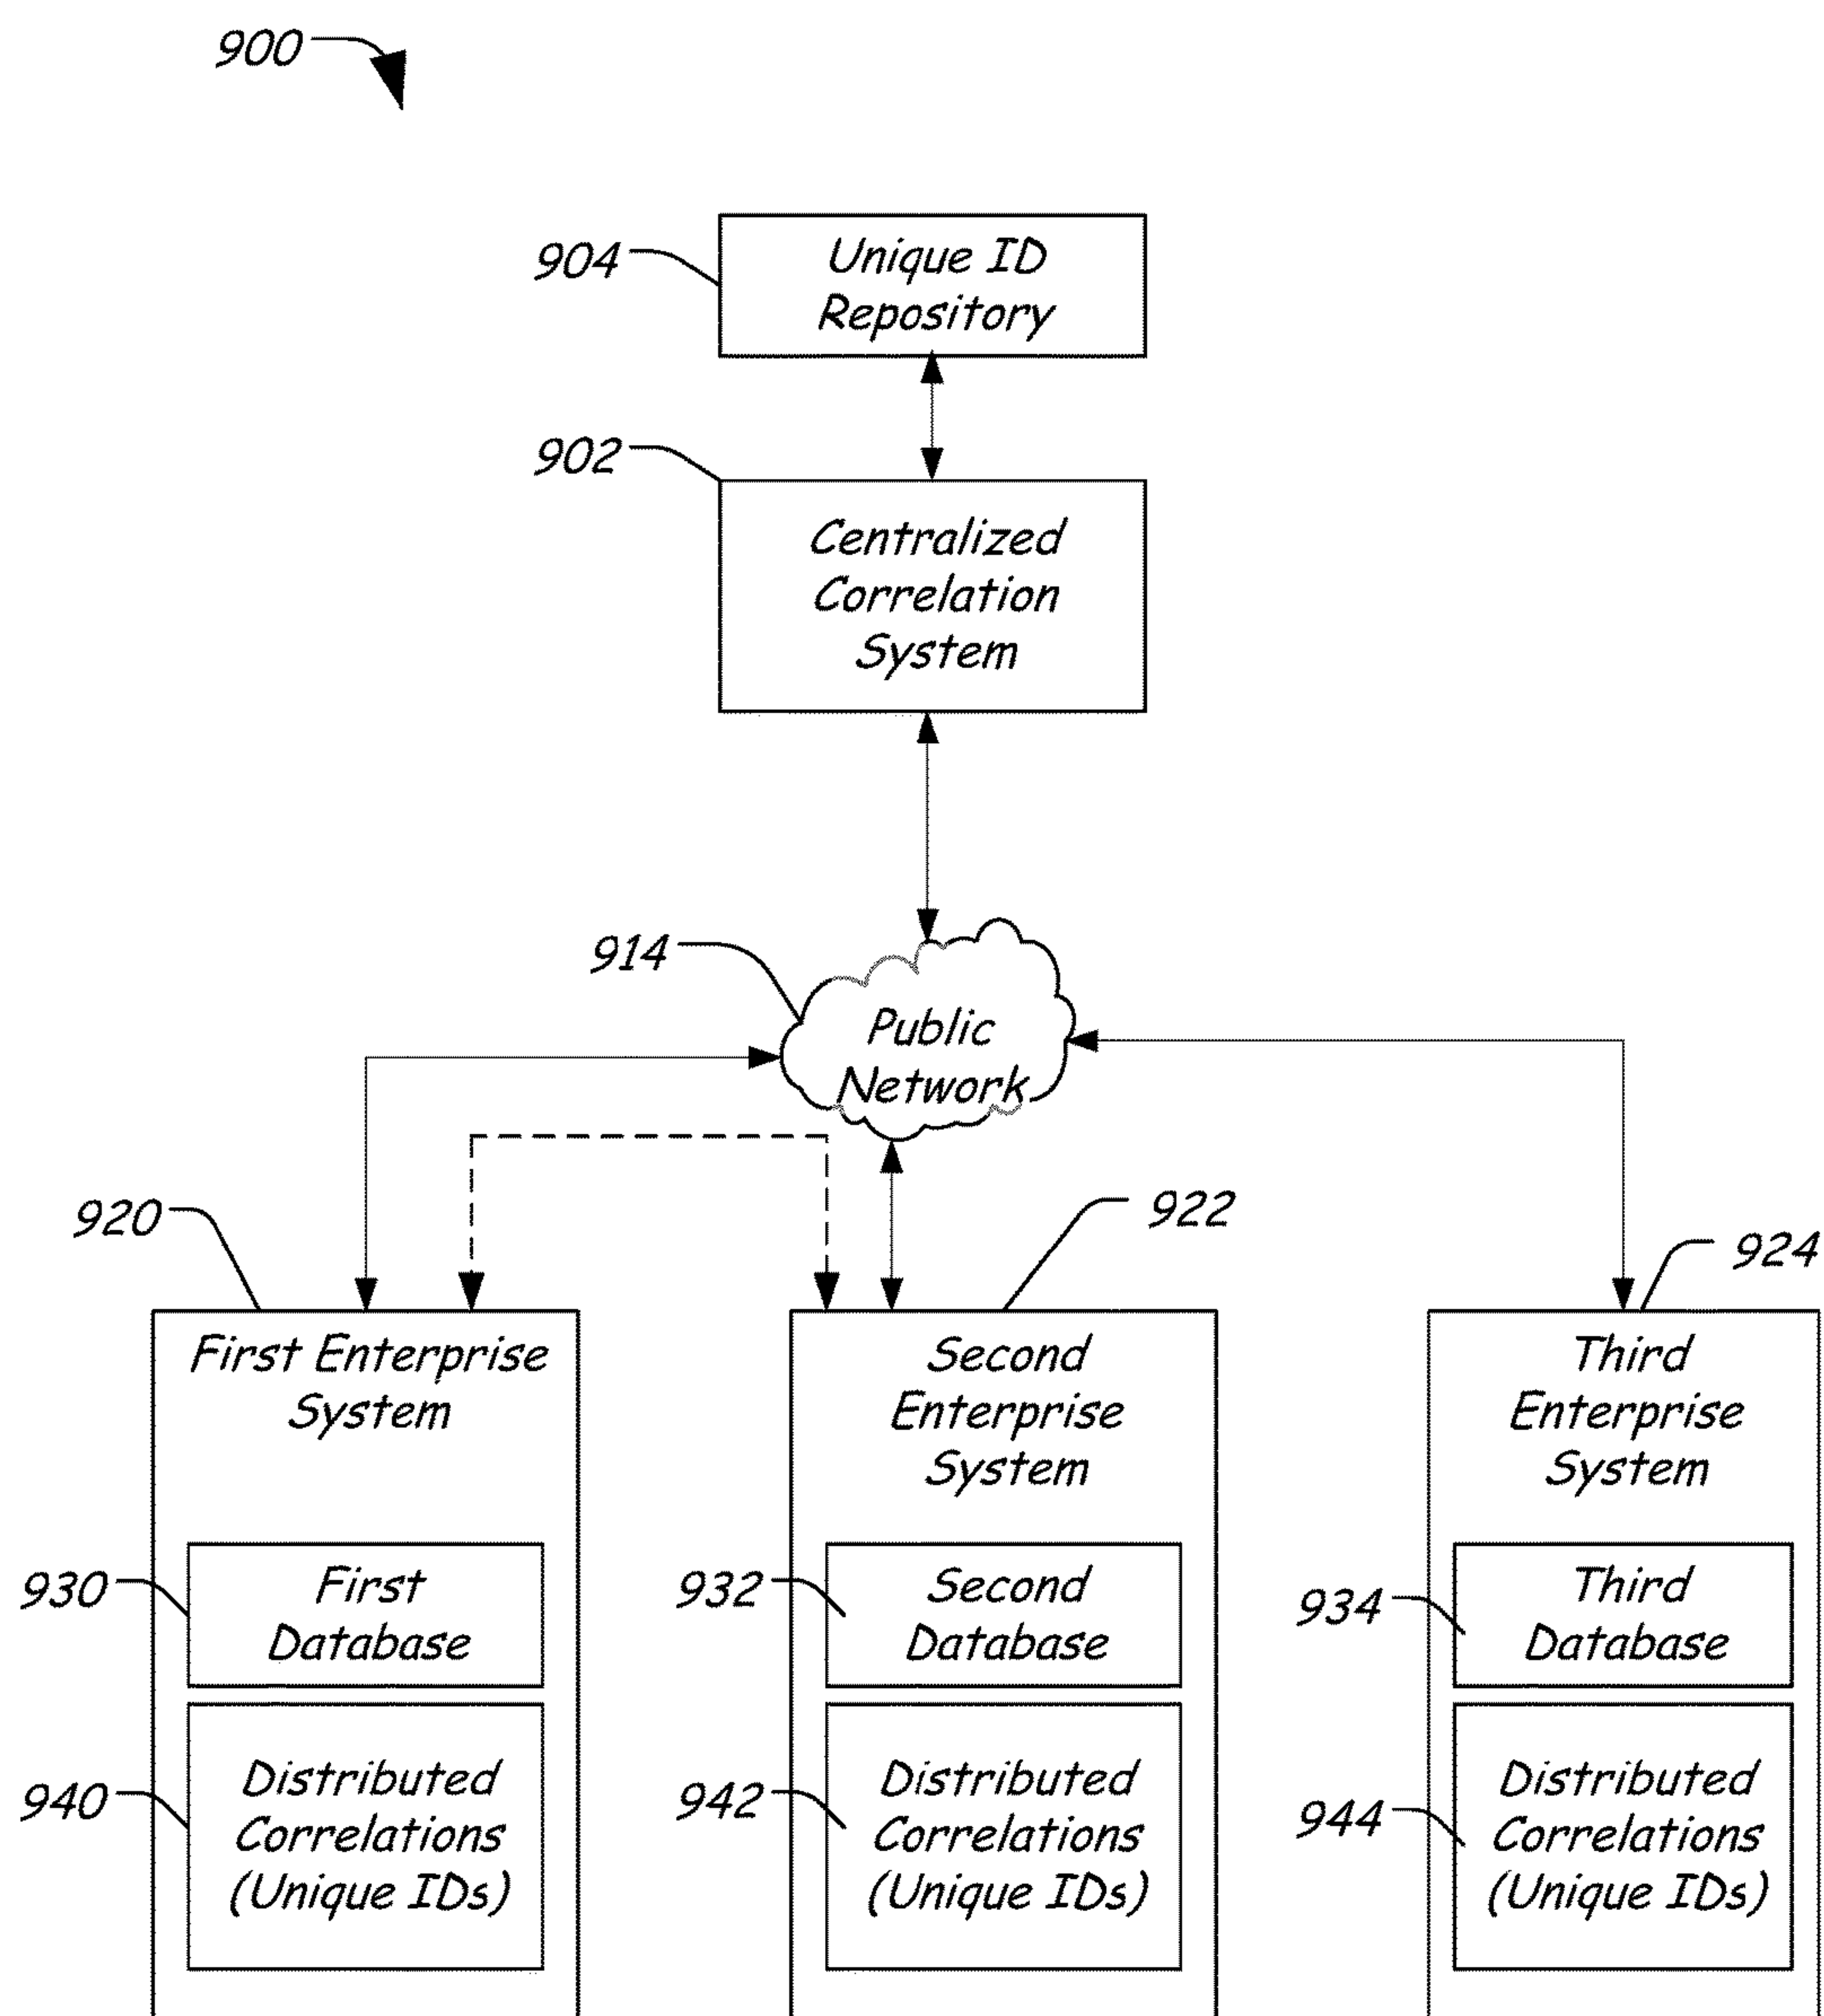 900
904
Unique ID
Repository
902
Centralized
Correlation
System
914
Public
Network
920
922
924
First Enterprise
System
Second
Enterprise
System
Third
Enterprise
System
930
First
Database
932
Second
Database
934
Third
Database
940
Distributed
Correlations
(Unique IDs)
942
Distributed
Correlations
(Unique IDs)
944
Distributed
Correlations
(Unique IDs)